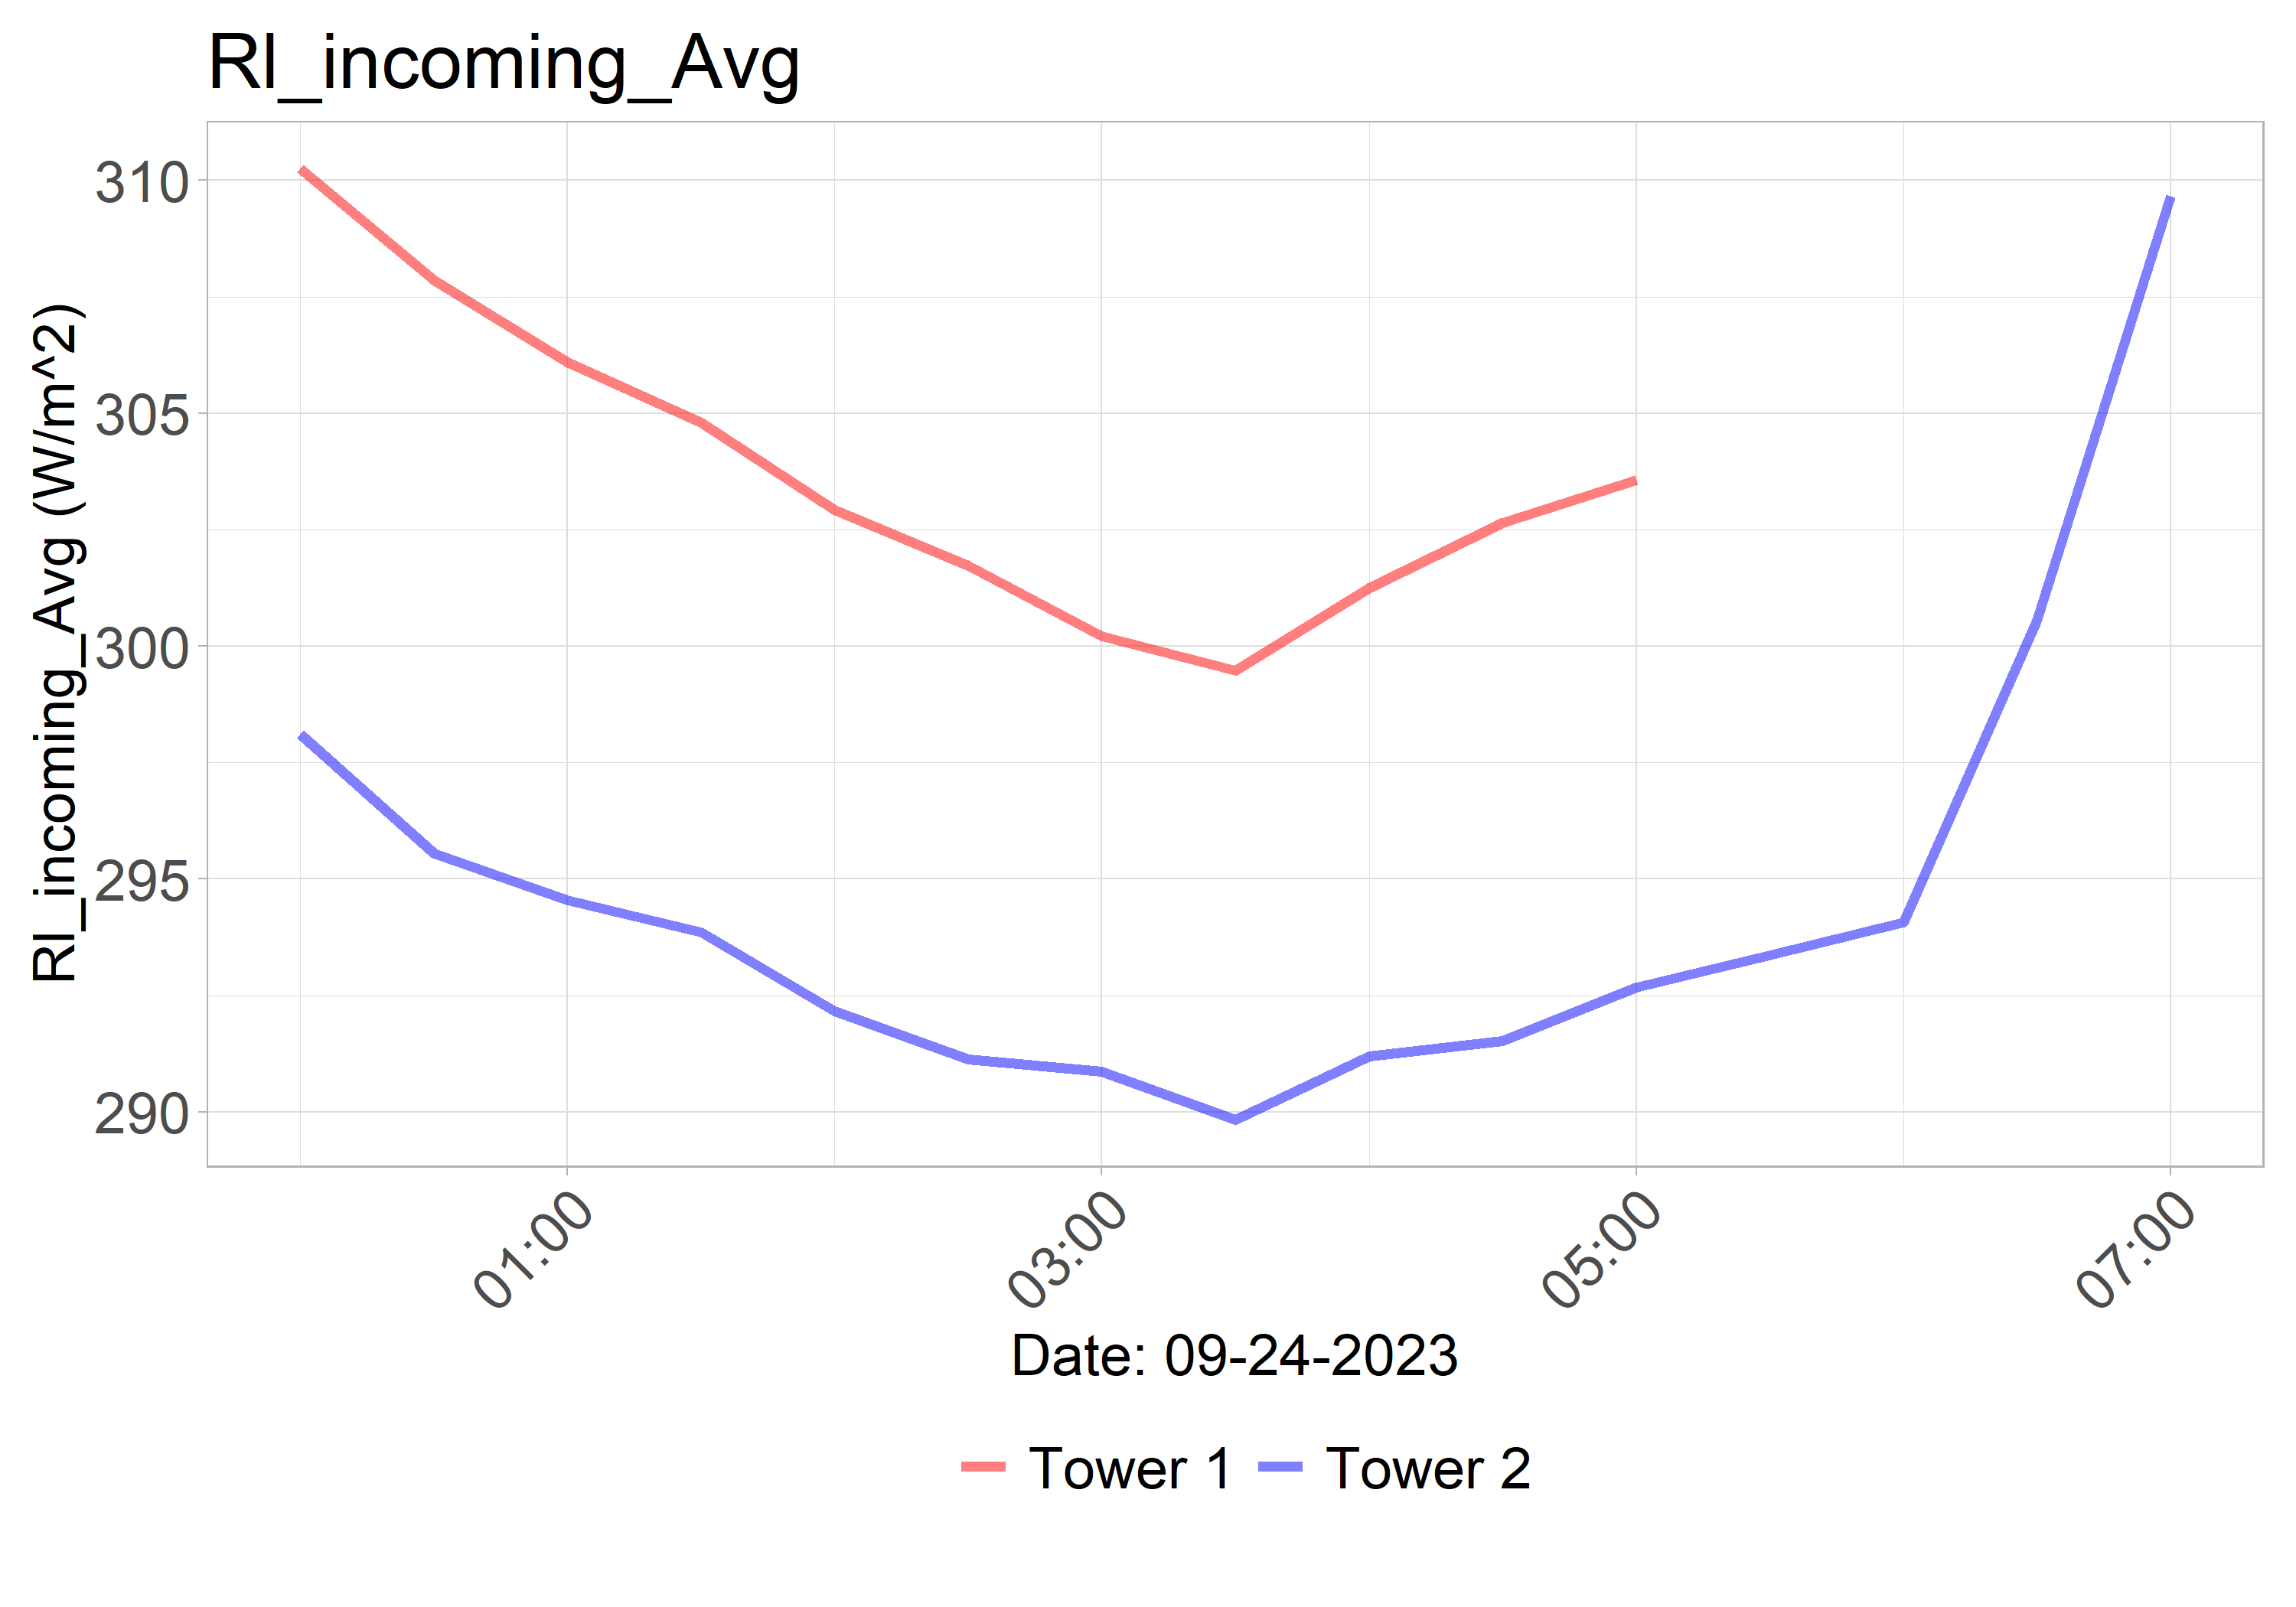 Rl_incoming_Avg
Rl_incoming_Avg (W/m^2)
310
305
300
295
290
01:00
03:00
05:00
07:00
Date: 09-24-2023
Tower 1
Tower 2